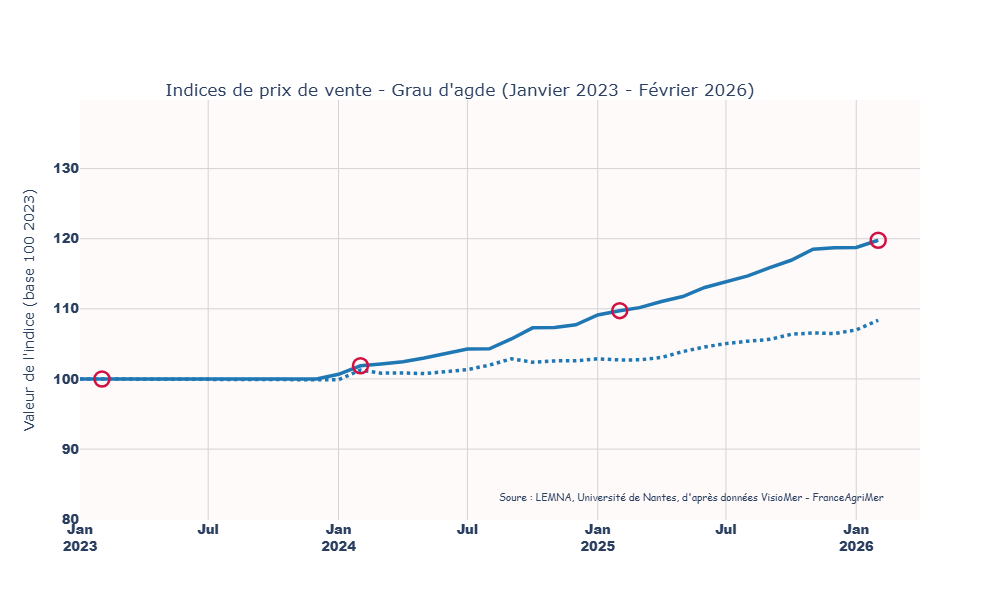 Indices de prix de vente - Grau d'agde (Janvier 2023 - Février 2026)
Valeur de l'indice (base 100 2023)
130
120
110
100
90
80
Jan
2023
Jul
Jan
2024
Jul
Jan
2025
Jul
Jan
2026
Soure : LEMNA, Université de Nantes, d'après données VisioMer - FranceAgriMer